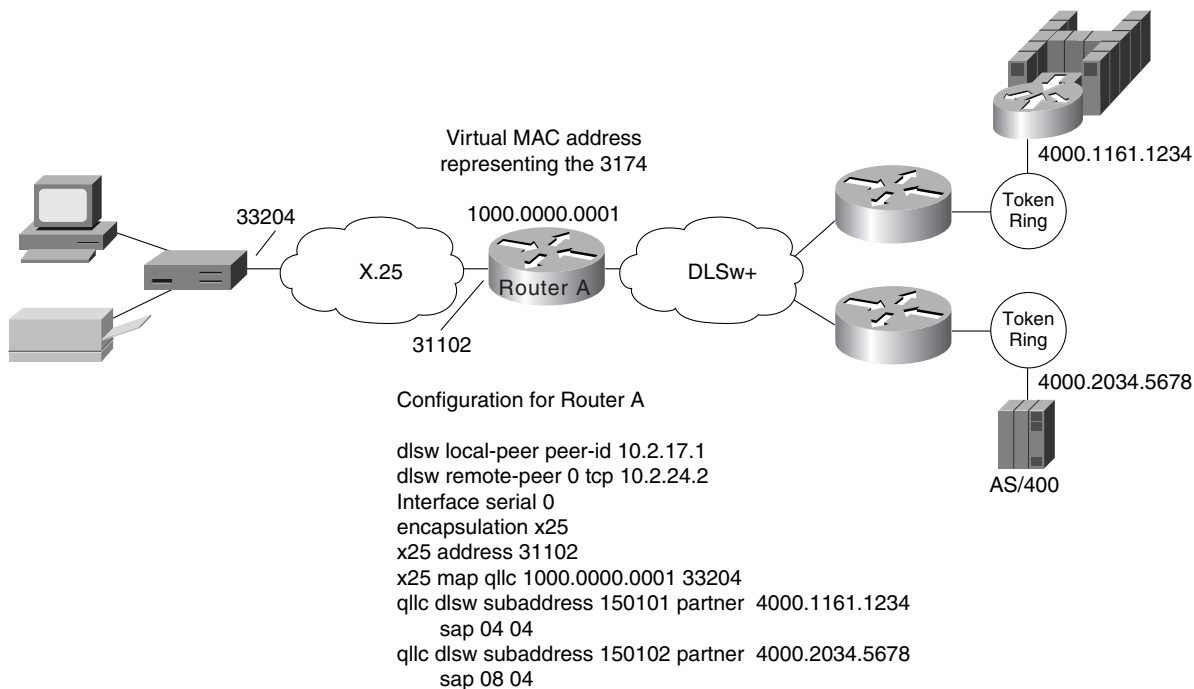 Virtual MAC address
representing the 3174
4000.1161.1234
Token
Ring
33204
1000.0000.0001
X.25
Router A
DLSw+
31102
Token
Ring
4000.2034.5678
AS/400
Configuration for Router A
dlsw local-peer peer-id 10.2.17.1
dlsw remote-peer 0 tcp 10.2.24.2
Interface serial 0
encapsulation x25
x25 address 31102
x25 map qllc 1000.0000.0001 33204
qllc dlsw subaddress 150101 partner 4000.1161.1234
sap 04 04
qllc dlsw subaddress 150102 partner 4000.2034.5678
sap 08 04